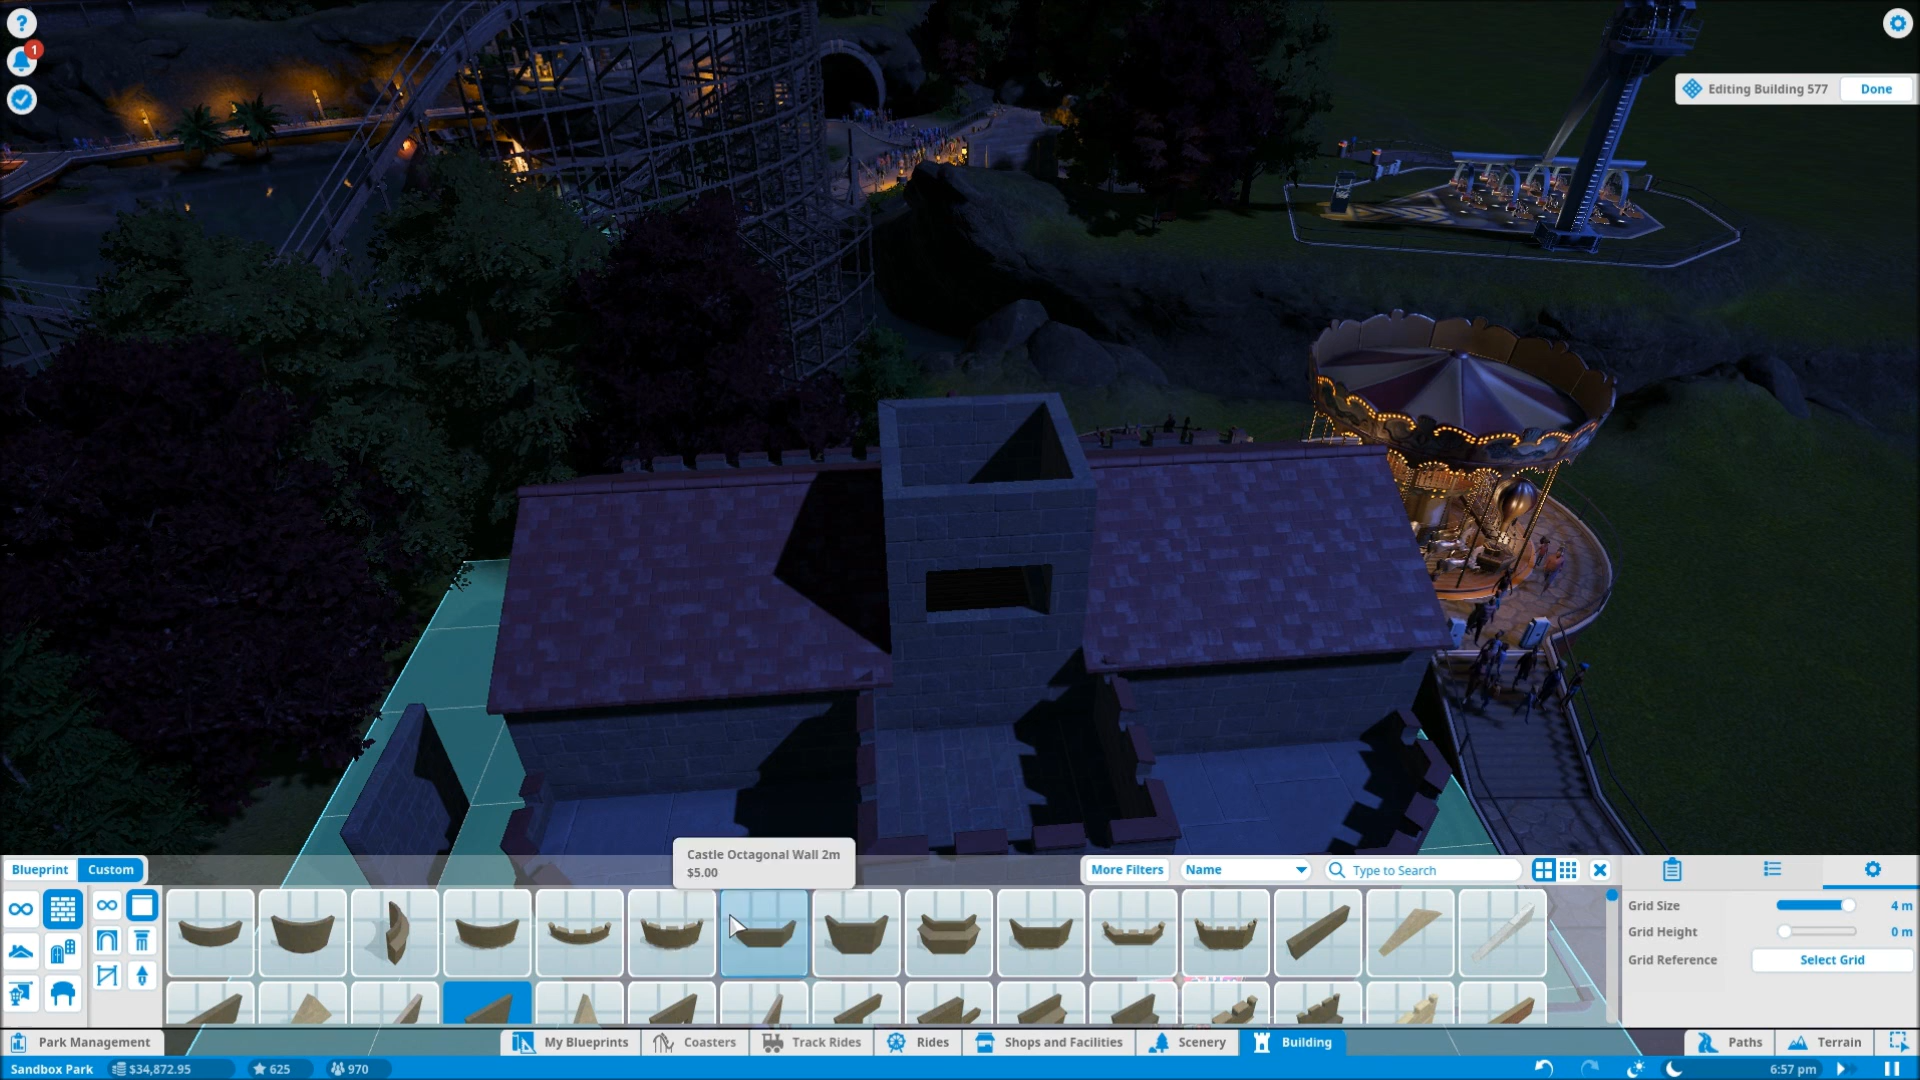 ?
1
Editing Building 577
Done
Castle Octagonal Wall 2m
$5.00
Blueprint
Custom
More Filters
Name
Type to Search
Grid Size
4 m
Grid Height
0 m
Grid Reference
Select Grid
Park Management
My Blueprints
Coasters
Track Rides
Rides
Shops and Facilities
Scenery
Building
Paths
Terrain
Sandbox Park
$34,872.95
625
970
6:57 pm